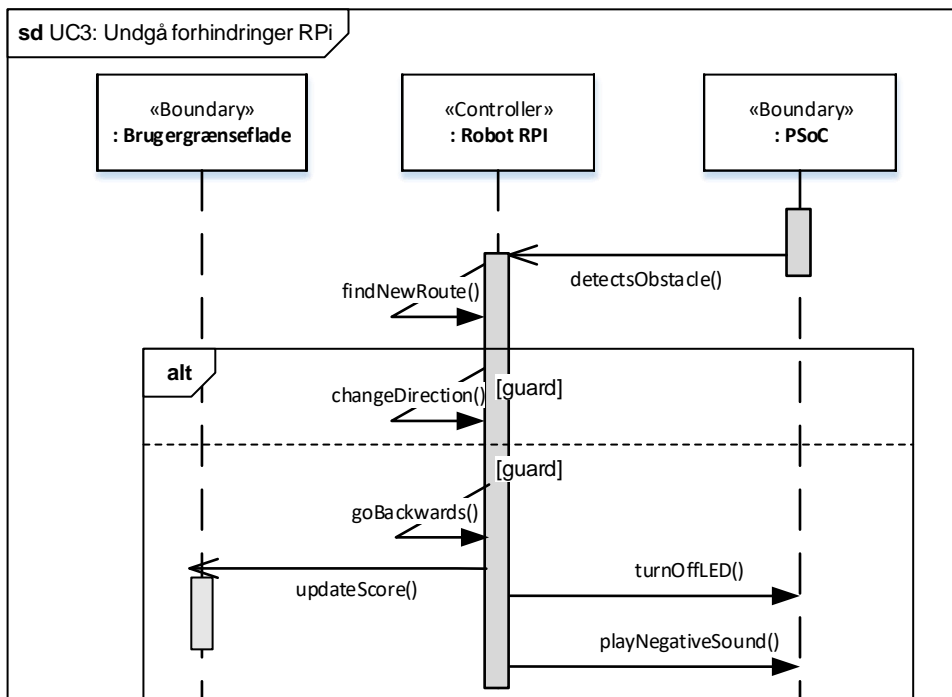 sd UC3: Undgå forhindringer RPi
«Boundary»
: Brugergrænseflade
«Controller»
: Robot RPI
«Boundary»
: PSoC
detectsObstacle()
findNewRoute()
alt
changeDirection()
[guard]
[guard]
goBackwards()
updateScore()
turnOffLED()
playNegativeSound()